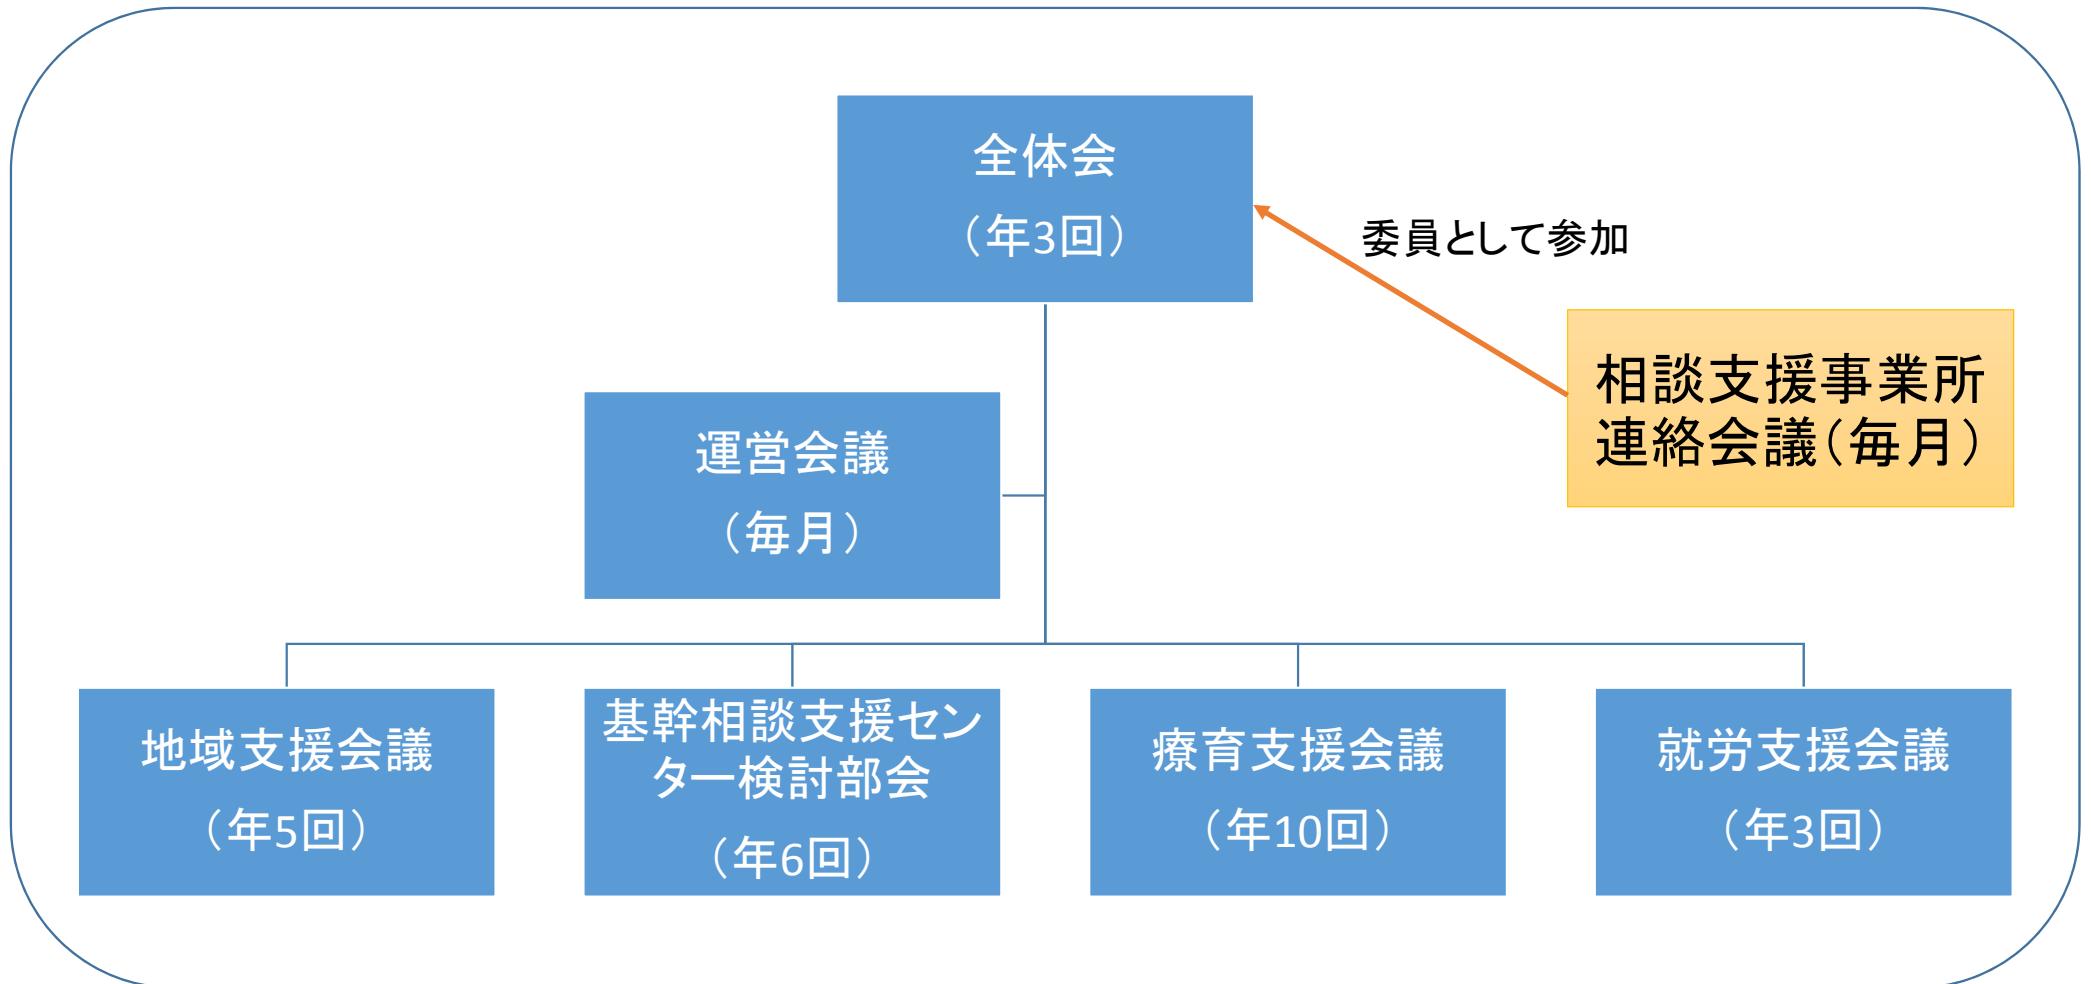 全体会
（年3回）
委員として参加
相談支援事業所
連絡会議（毎月）
運営会議
（毎月）
地域支援会議
（年5回）
基幹相談支援セン
ター検討部会
（年6回）
療育支援会議
（年10回）
就労支援会議
（年3回）